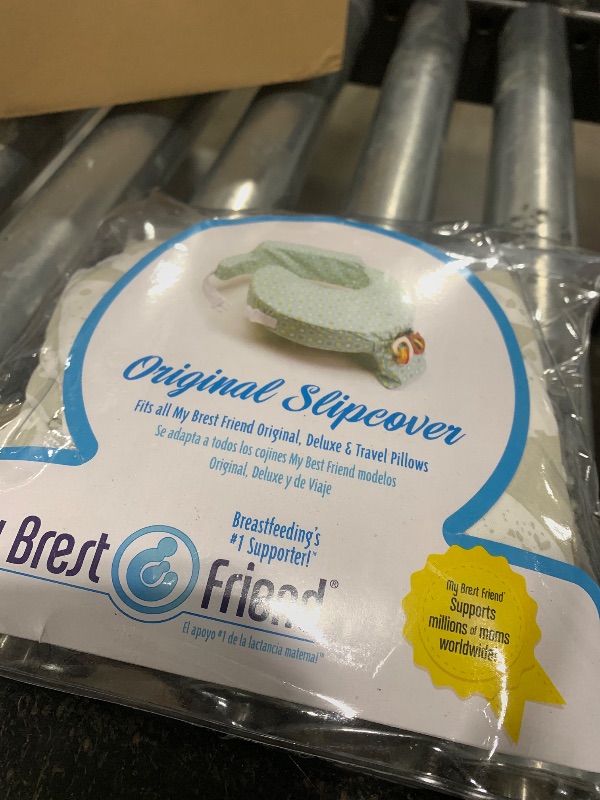 Original Slipcover
Fits all My Brest Friend Original, Deluxe & Travel Pillows
Se adapta a todos los cojines My Best Friend modelos
Original, Deluxe y de Viaje
Breastfeeding's
#1 Supporter!™
Brest Friend®
El apoyo #1 de la lactancia materna!™
My Brest Friend®
Supports
millions of moms
worldwide!